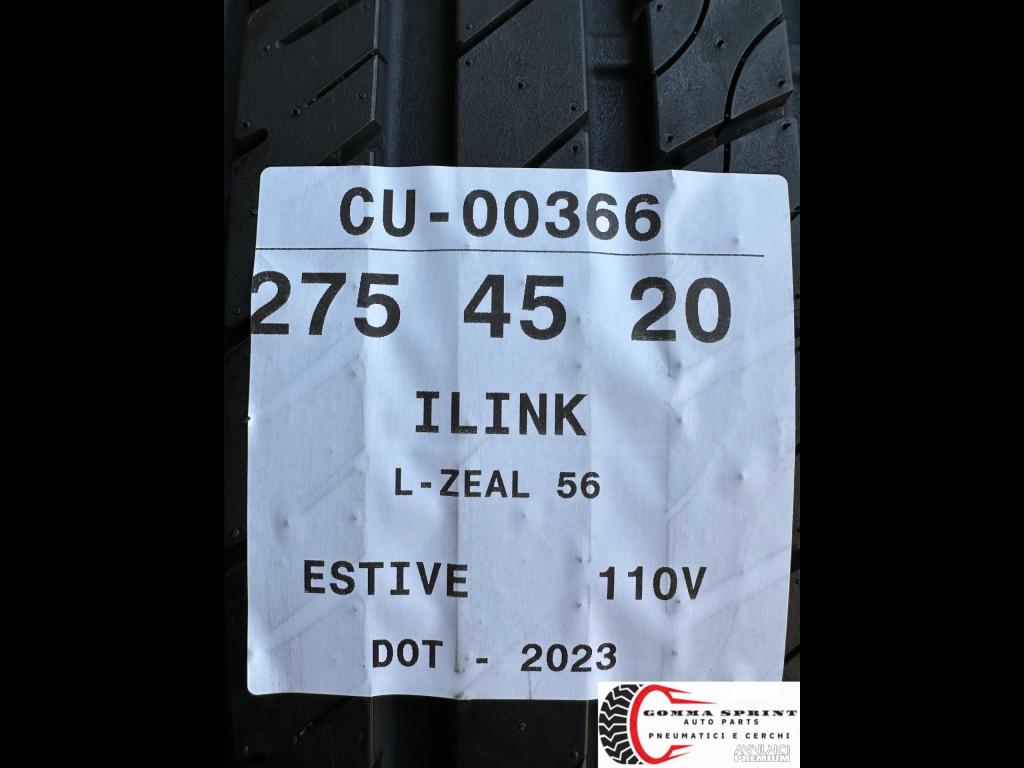 CU-00366
275 45 20
ILINK
L-ZEAL 56
ESTIVE 110V
DOT - 2023
GOMMA SPRINT
AUTO PARTS
PNEUMATICI E CERCHI
ANNUNCI
PREMIUM